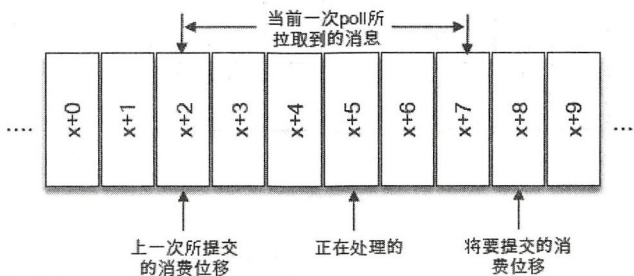 当前一次poll所
拉取到的消息
.... x+0 x+1 x+2 x+3 x+4 x+5 x+6 x+7 x+8 x+9 ...
上一次所提交
的消费位移
正在处理的
将要提交的消
费位移